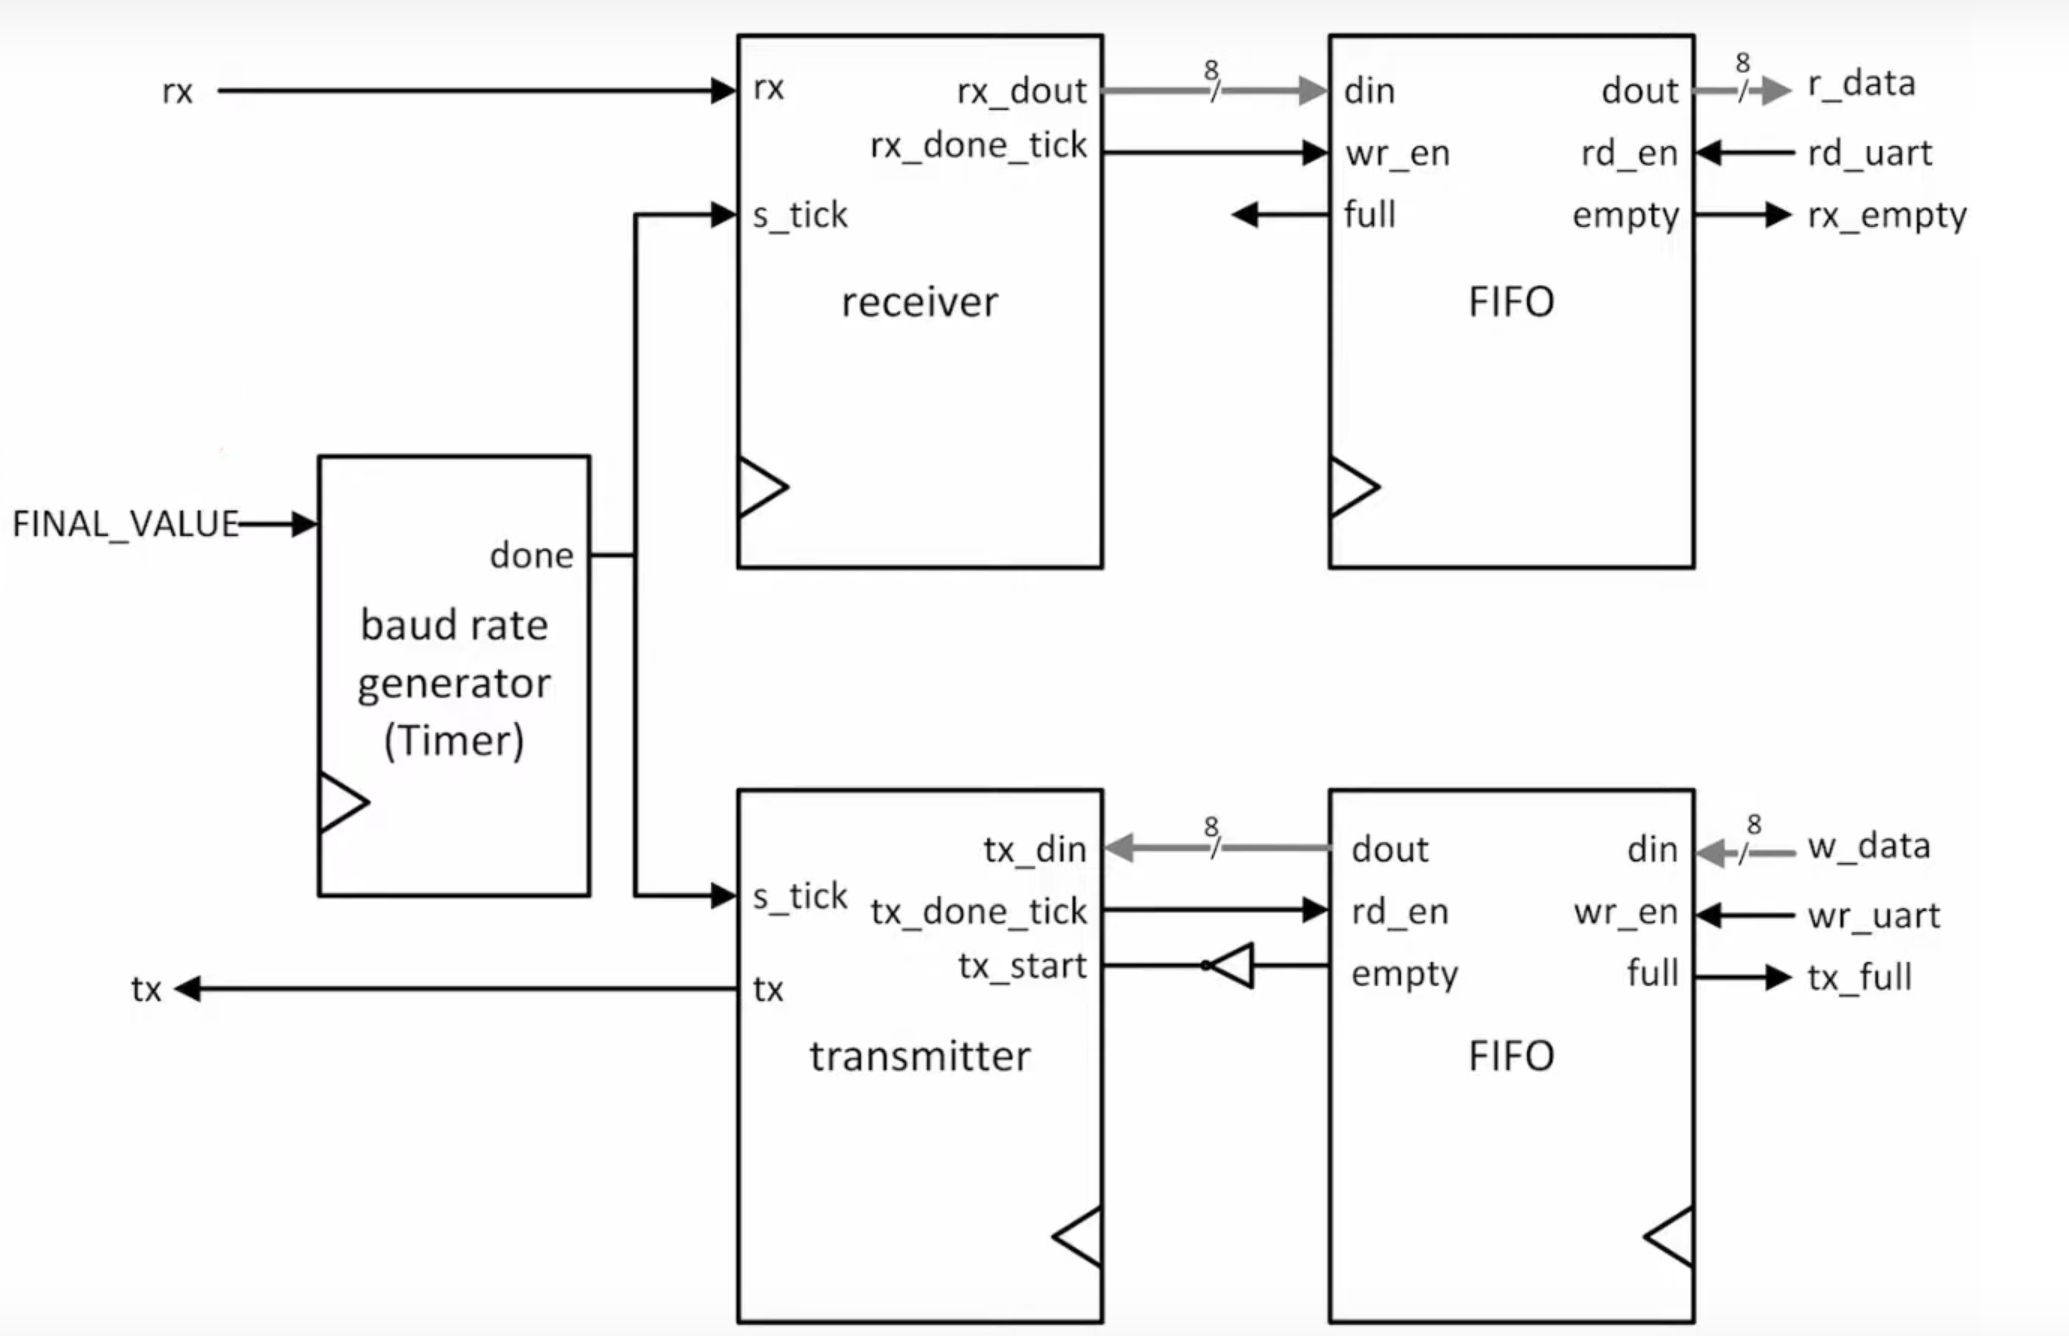 8
8
rx
rx
rx_dout
din
dout
r_data
rx_done_tick
wr_en
rd_en
rd_uart
s_tick
full
empty
rx_empty
receiver
FIFO
FINAL_VALUE
done
baud rate
generator
(Timer)
8
8
tx_din
dout
din
w_data
s_tick
tx_done_tick
rd_en
wr_en
wr_uart
tx_start
empty
full
tx_full
tx
tx
transmitter
FIFO